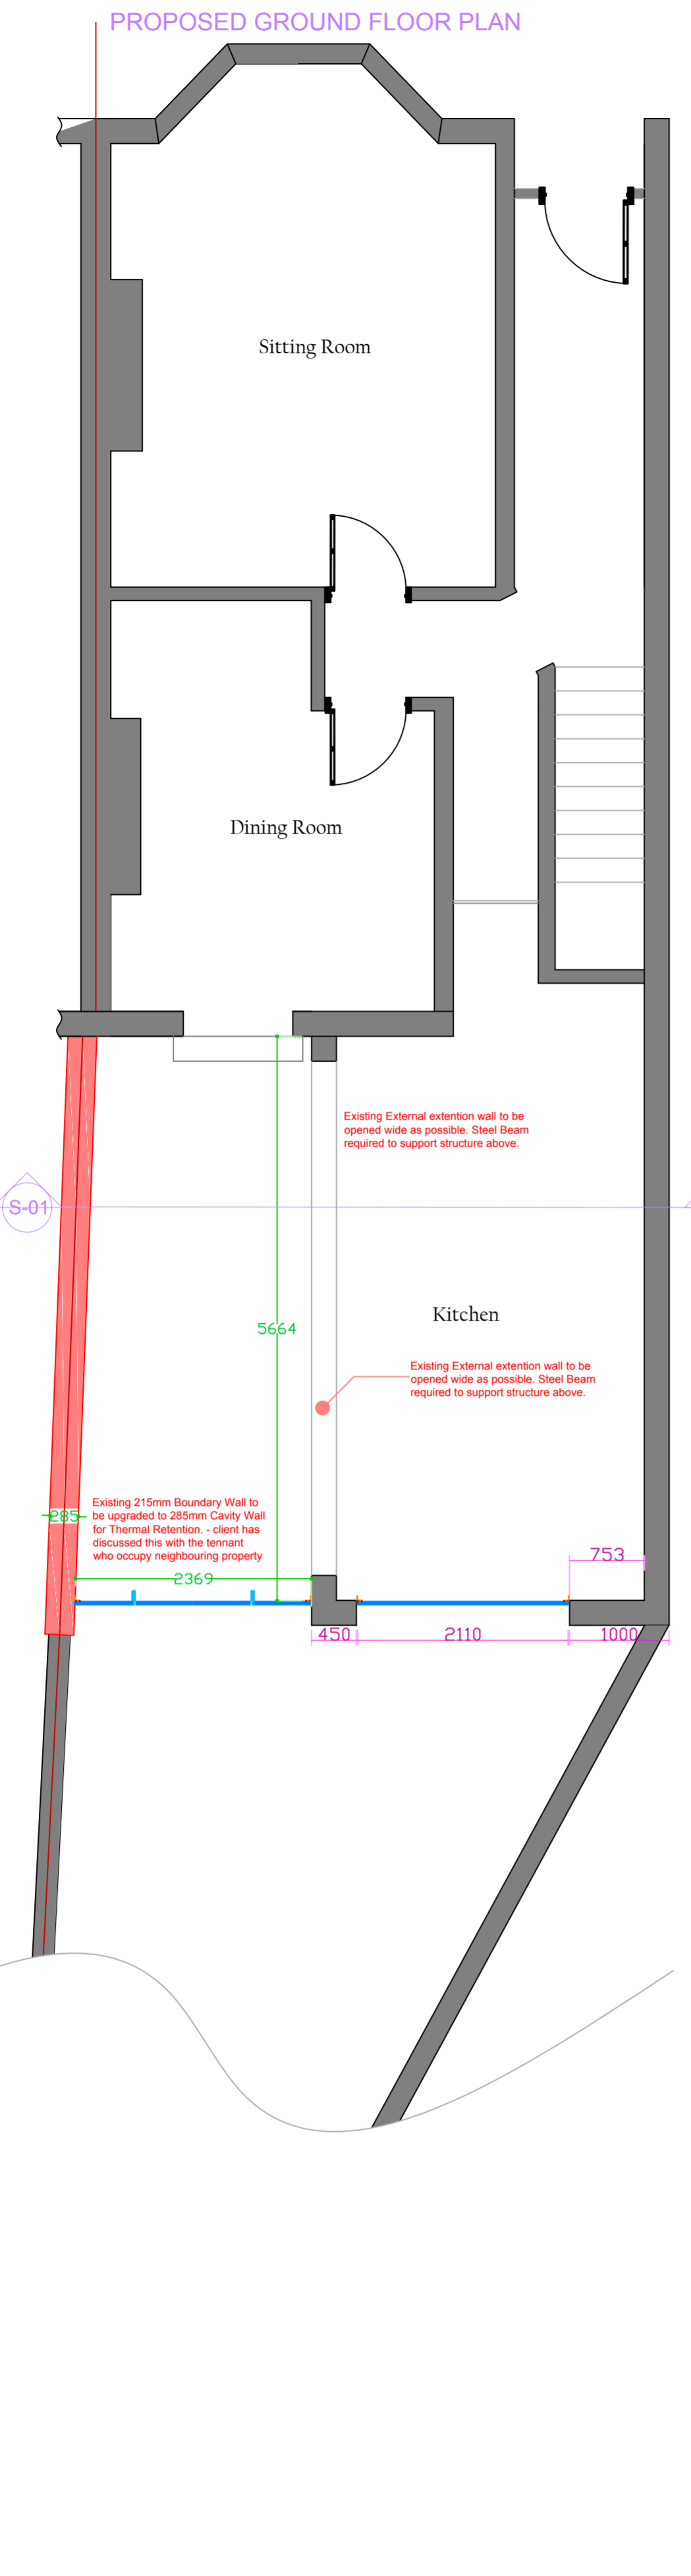 PROPOSED GROUND FLOOR PLAN
Sitting Room
Dining Room
Existing External extention wall to be
opened wide as possible. Steel Beam
required to support structure above.
S-01
Kitchen
5664
Existing External extention wall to be
opened wide as possible. Steel Beam
required to support structure above.
Existing 215mm Boundary Wall to
be upgraded to 285mm Cavity Wall
for Thermal Retention. - client has
discussed this with the tennant
who occupy neighbouring property
285
753
2369
450
2110
1000